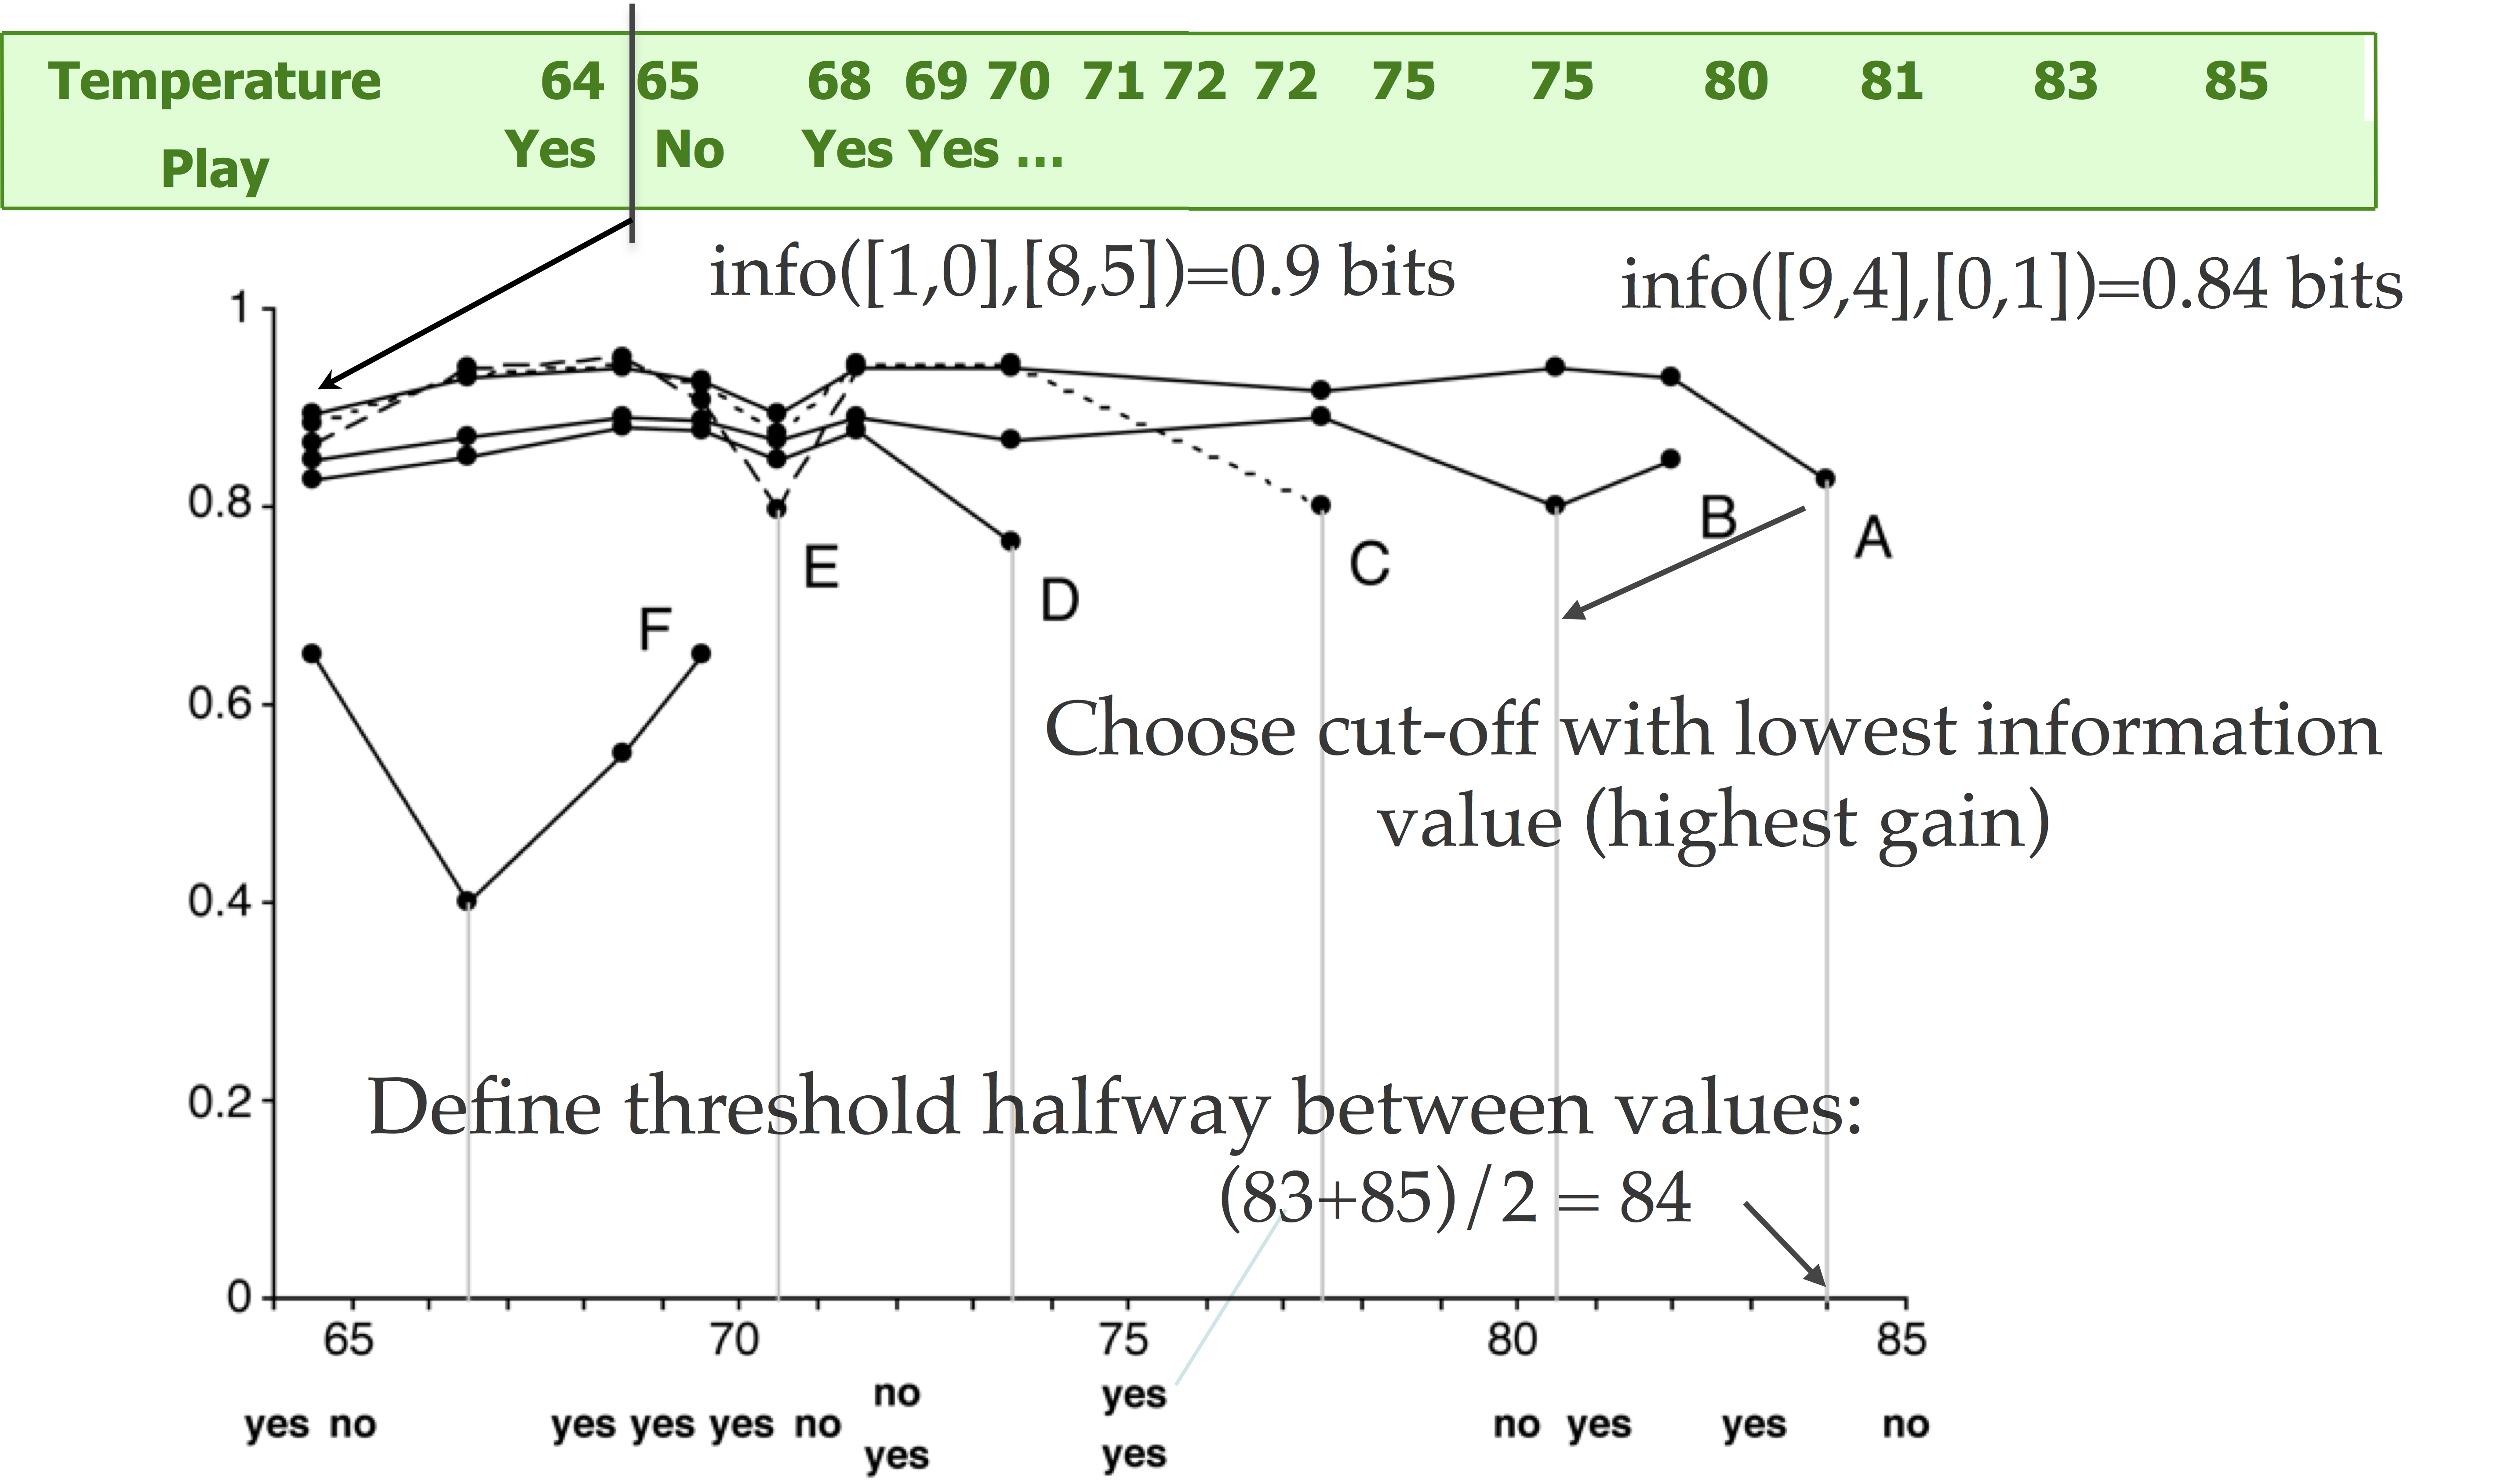 Temperature 64 65 68 69 70 71 72 72 75 75 80 81 83 85
Play Yes No Yes Yes ...
info([1,0],[8,5])=0.9 bits
info([9,4],[0,1])=0.84 bits
1
0.8
0.6
0.4
0.2
0
F
E
D
C
B
A
Choose cut-off with lowest information
value (highest gain)
Define threshold halfway between values:
(83+85)/2 = 84
65 70 75 80 85
no yes
yes no yes yes yes no no yes yes no
yes yes